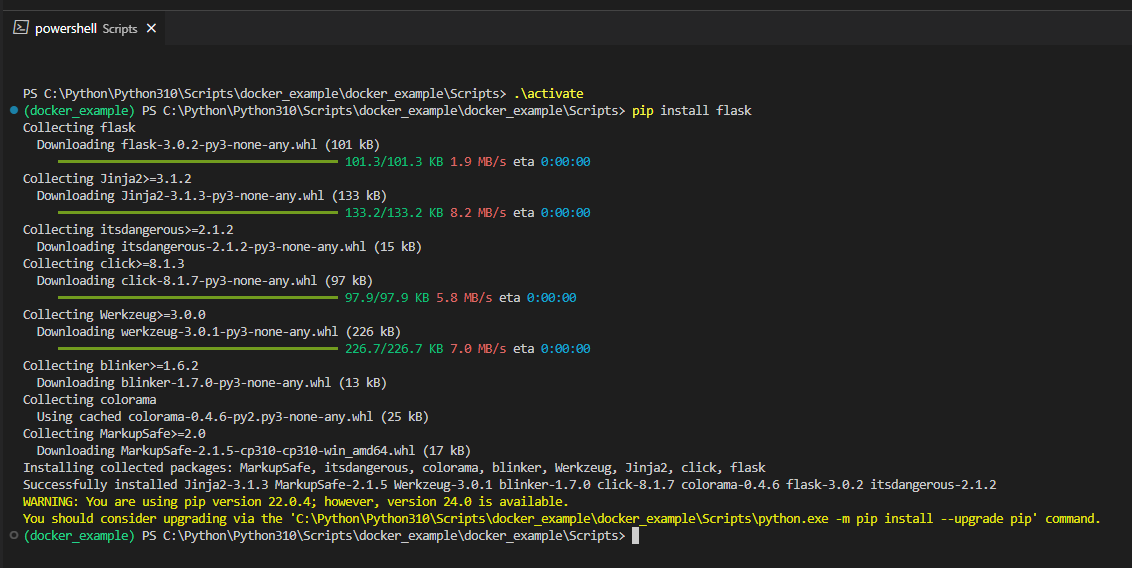 powershell Scripts
PS C:\Python\Python310\Scripts\docker_example\docker_example\Scripts> .\activate
(docker_example) PS C:\Python\Python310\Scripts\docker_example\docker_example\Scripts> pip install flask
Collecting flask
Downloading flask-3.0.2-py3-none-any.whl (101 kB)
101.3/101.3 KB 1.9 MB/s eta 0:00:00
Collecting Jinja2>=3.1.2
Downloading Jinja2-3.1.3-py3-none-any.whl (133 kB)
133.2/133.2 KB 8.2 MB/s eta 0:00:00
Collecting itsdangerous>=2.1.2
Downloading itsdangerous-2.1.2-py3-none-any.whl (15 kB)
Collecting click>=8.1.3
Downloading click-8.1.7-py3-none-any.whl (97 kB)
97.9/97.9 KB 5.8 MB/s eta 0:00:00
Collecting Werkzeug>=3.0.0
Downloading werkzeug-3.0.1-py3-none-any.whl (226 kB)
226.7/226.7 KB 7.0 MB/s eta 0:00:00
Collecting blinker>=1.6.2
Downloading blinker-1.7.0-py3-none-any.whl (13 kB)
Collecting colorama
Using cached colorama-0.4.6-py2.py3-none-any.whl (25 kB)
Collecting MarkupSafe>=2.0
Downloading MarkupSafe-2.1.5-cp310-cp310-win_amd64.whl (17 kB)
Installing collected packages: MarkupSafe, itsdangerous, colorama, blinker, Werkzeug, Jinja2, click, flask
Successfully installed Jinja2-3.1.3 MarkupSafe-2.1.5 Werkzeug-3.0.1 blinker-1.7.0 click-8.1.7 colorama-0.4.6 flask-3.0.2 itsdangerous-2.1.2
WARNING: You are using pip version 22.0.4; however, version 24.0 is available.
You should consider upgrading via the 'C:\Python\Python310\Scripts\docker_example\docker_example\Scripts\python.exe -m pip install --upgrade pip' command.
(docker_example) PS C:\Python\Python310\Scripts\docker_example\docker_example\Scripts>